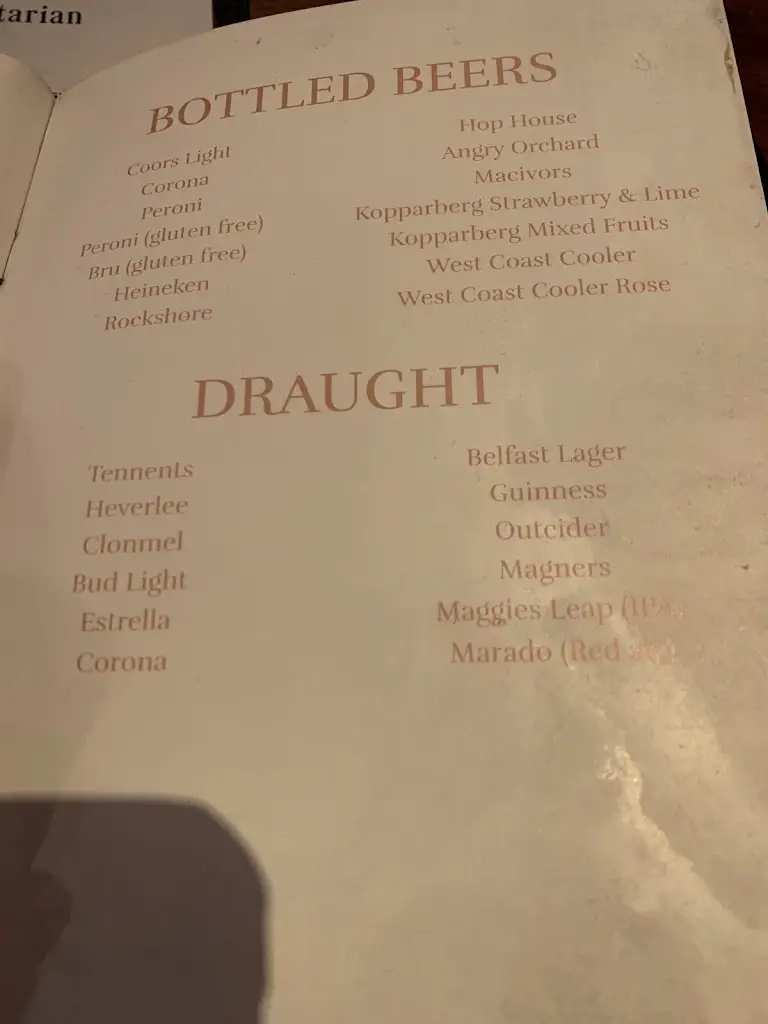 tarian
BOTTLED BEERS
Coors Light
Corona
Peroni
Peroni (gluten free)
Bru (gluten free)
Heineken
Rockshore
Hop House
Angry Orchard
Macivors
Kopparberg Strawberry & Lime
Kopparberg Mixed Fruits
West Coast Cooler
West Coast Cooler Rose
DRAUGHT
Tennents
Heverlee
Clonmel
Bud Light
Estrella
Corona
Belfast Lager
Guinness
Outcider
Magners
Maggies Leap (IPA)
Marado (Red